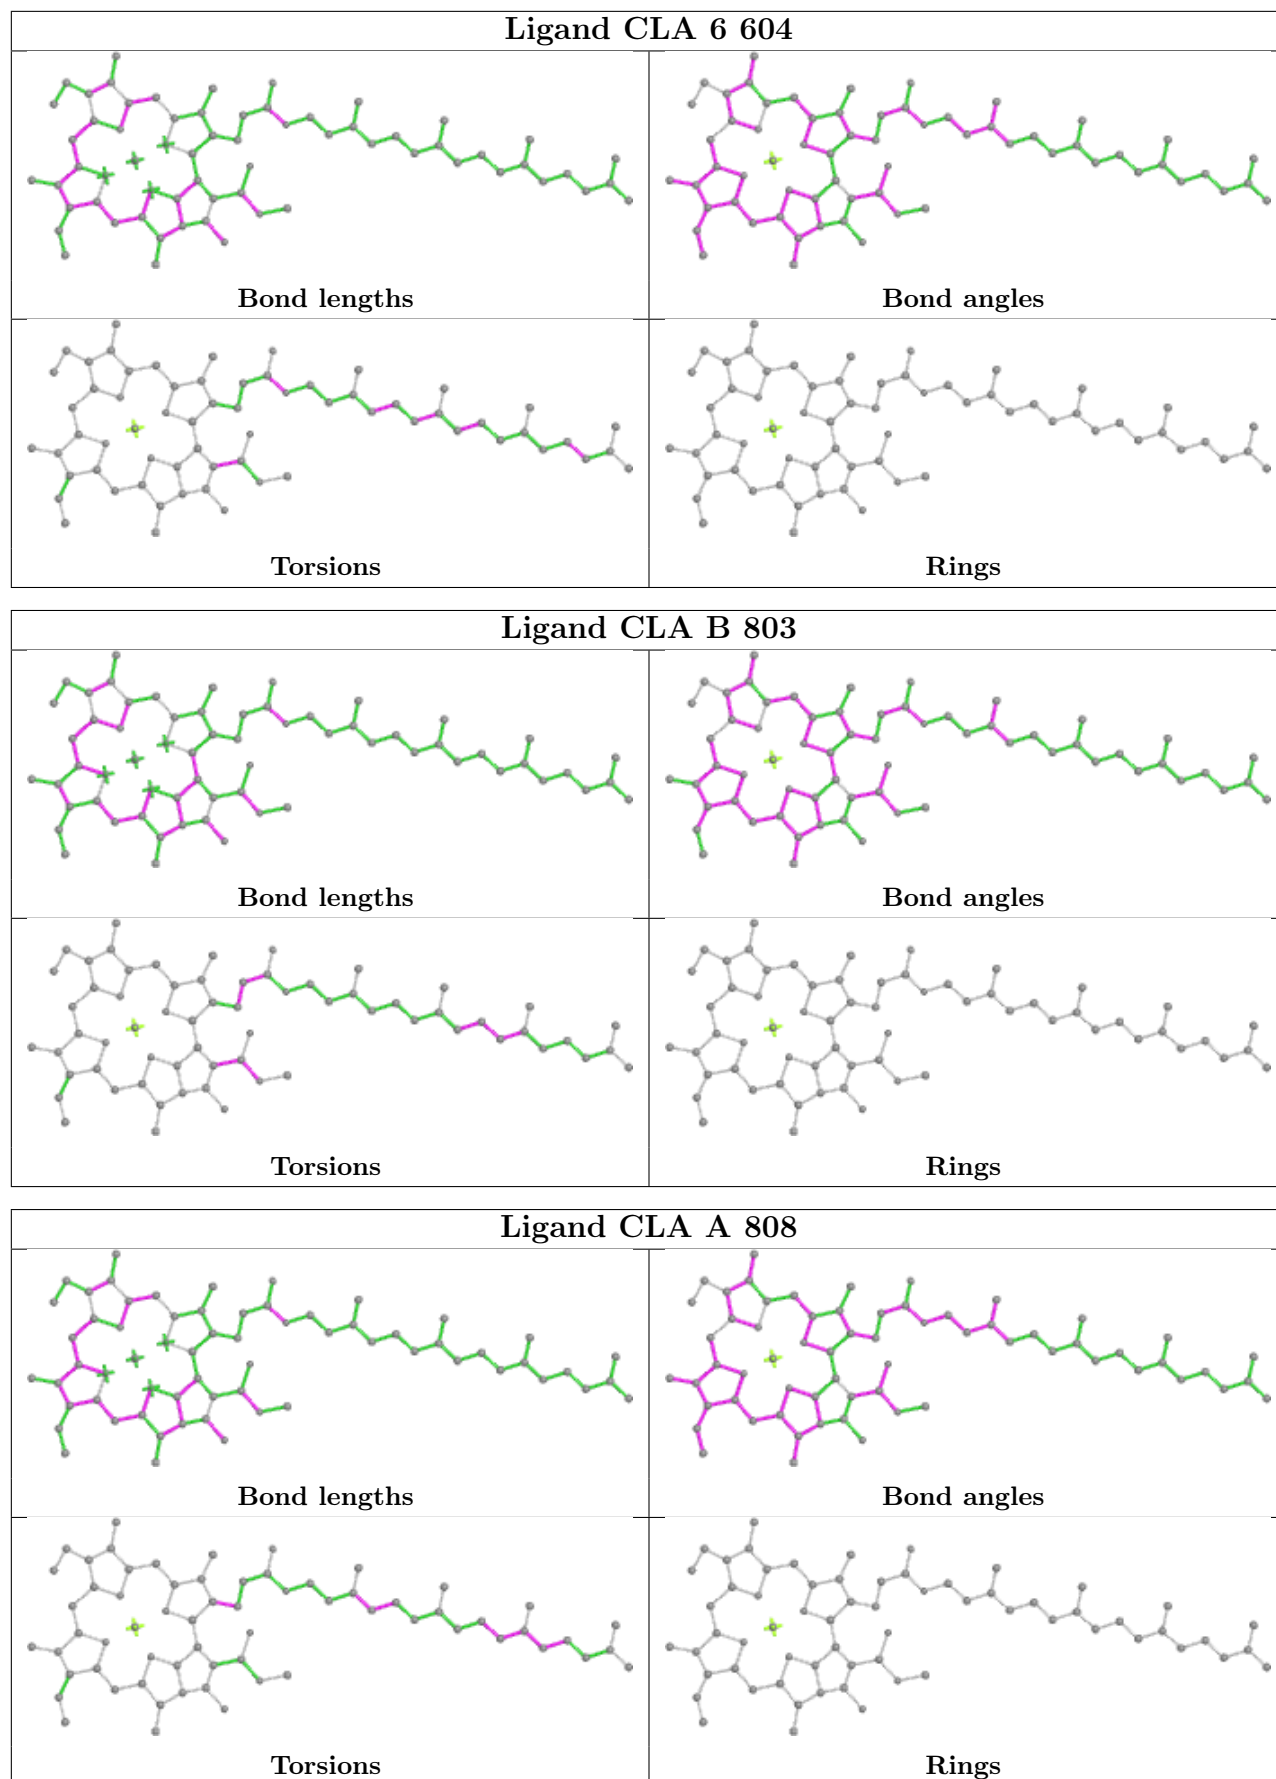 Ligand CLA 6 604
Bond lengths
Bond angles
Torsions
Rings
Ligand CLA B 803
Bond lengths
Bond angles
Torsions
Rings
Ligand CLA A 808
Bond lengths
Bond angles
Torsions
Rings